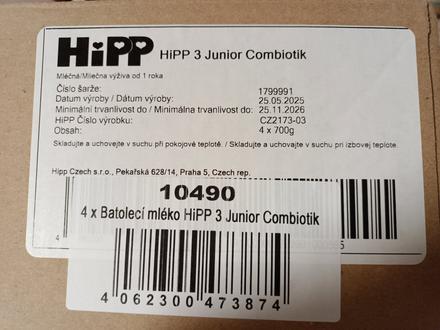 HiPP
HiPP 3 Junior Combiotik
Mléčná/Mliečna výživa od 1 roka
Číslo šarže: 1799991
Datum výroby / Dátum výroby: 25.05.2025
Minimální trvanlivost do / Minimálna trvanlivosť do: 25.11.2026
HiPP Číslo výrobku: CZ2173-03
Obsah: 4 x 700g
Skladujte a uchovejte v suchu při pokojové teplotě. / Skladujte a uchovajte v suchu pri izbovej teplote.
Hipp Czech s.r.o., Pekařská 628/14, Praha 5, Czech rep.
10490
4 x Batolecí mléko HiPP 3 Junior Combiotik
4 062300 473874